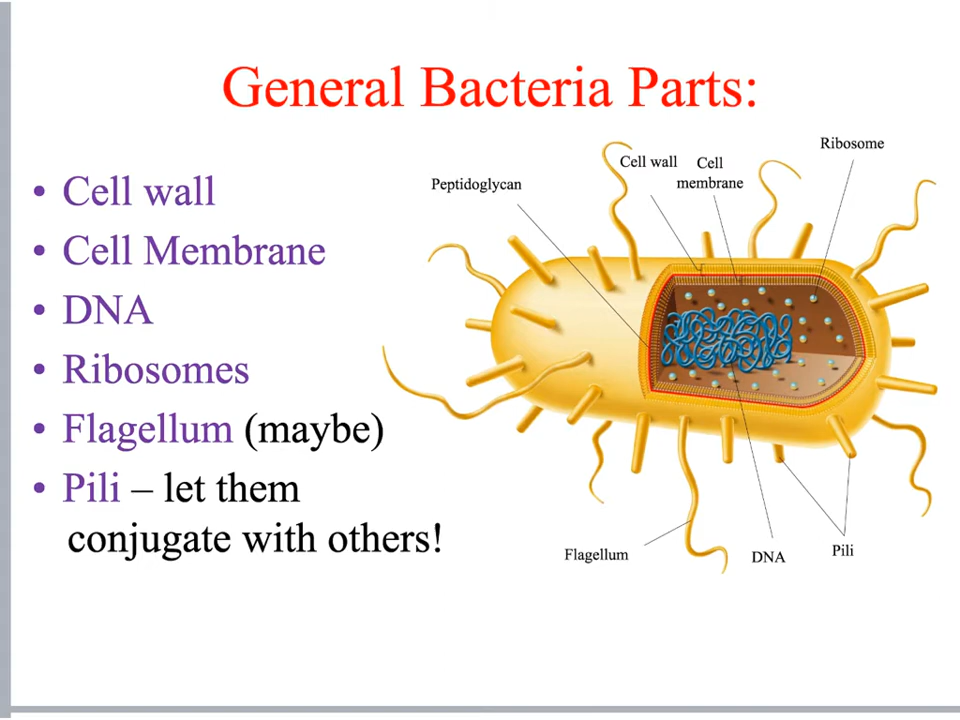 General Bacteria Parts:
• Cell wall
• Cell Membrane
• DNA
• Ribosomes
• Flagellum (maybe)
• Pili – let them
conjugate with others!
Peptidoglycan
Cell wall
Cell
membrane
Ribosome
Flagellum
DNA
Pili